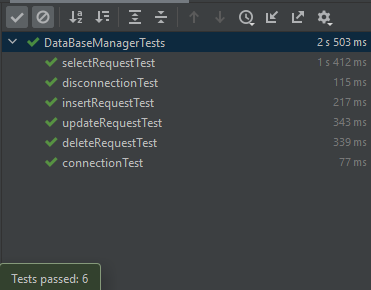 DataBaseManagerTests 2 s 503 ms
selectRequestTest 1 s 412 ms
disconnectionTest 115 ms
insertRequestTest 217 ms
updateRequestTest 343 ms
deleteRequestTest 339 ms
connectionTest 77 ms
Tests passed: 6